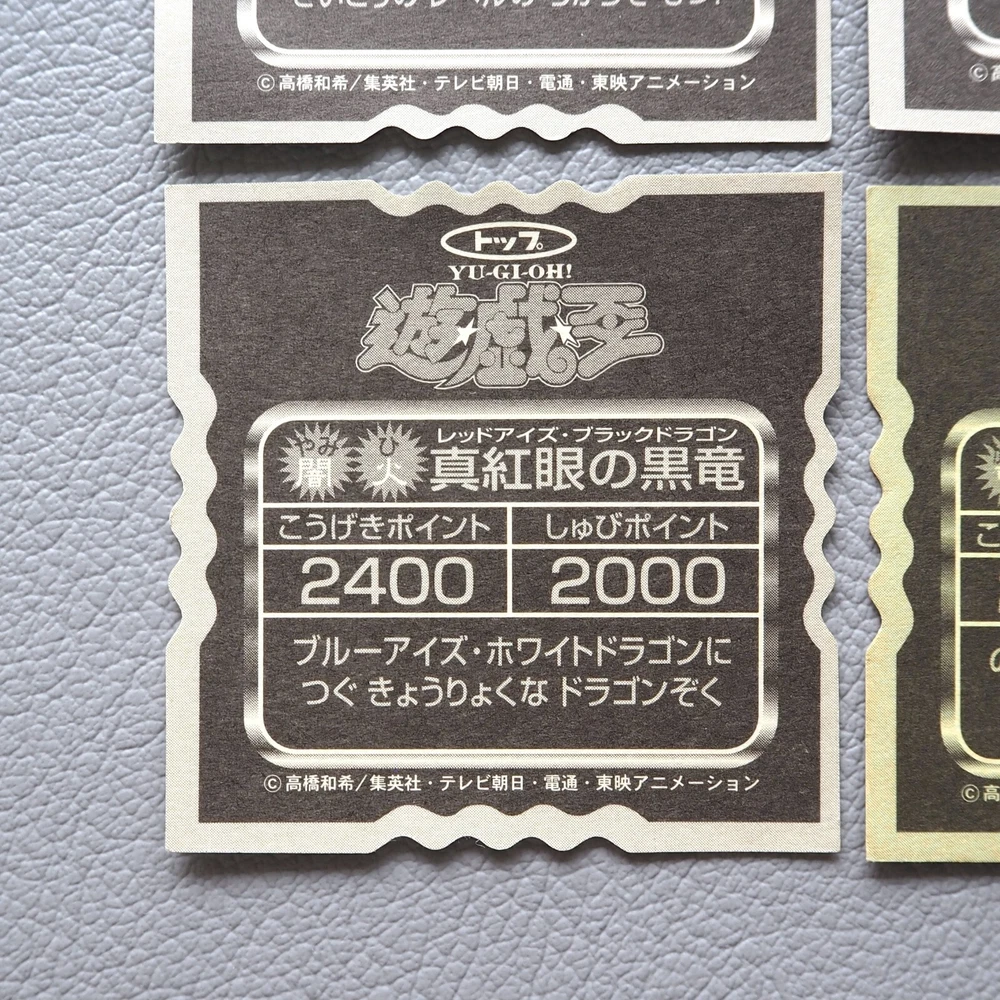 ©高橋和希/集英社・テレビ朝日・電通・東映アニメーション
トップ。
YU-GI-OH!
遊☆戯☆王
やみ ひ レッドアイズ・ブラックドラゴン
闇 火 真紅眼の黒竜
こうげきポイント しゅびポイント
2400 2000
ブルーアイズ・ホワイトドラゴンに
つぐ きょうりょくな ドラゴンぞく
©高橋和希/集英社・テレビ朝日・電通・東映アニメーション